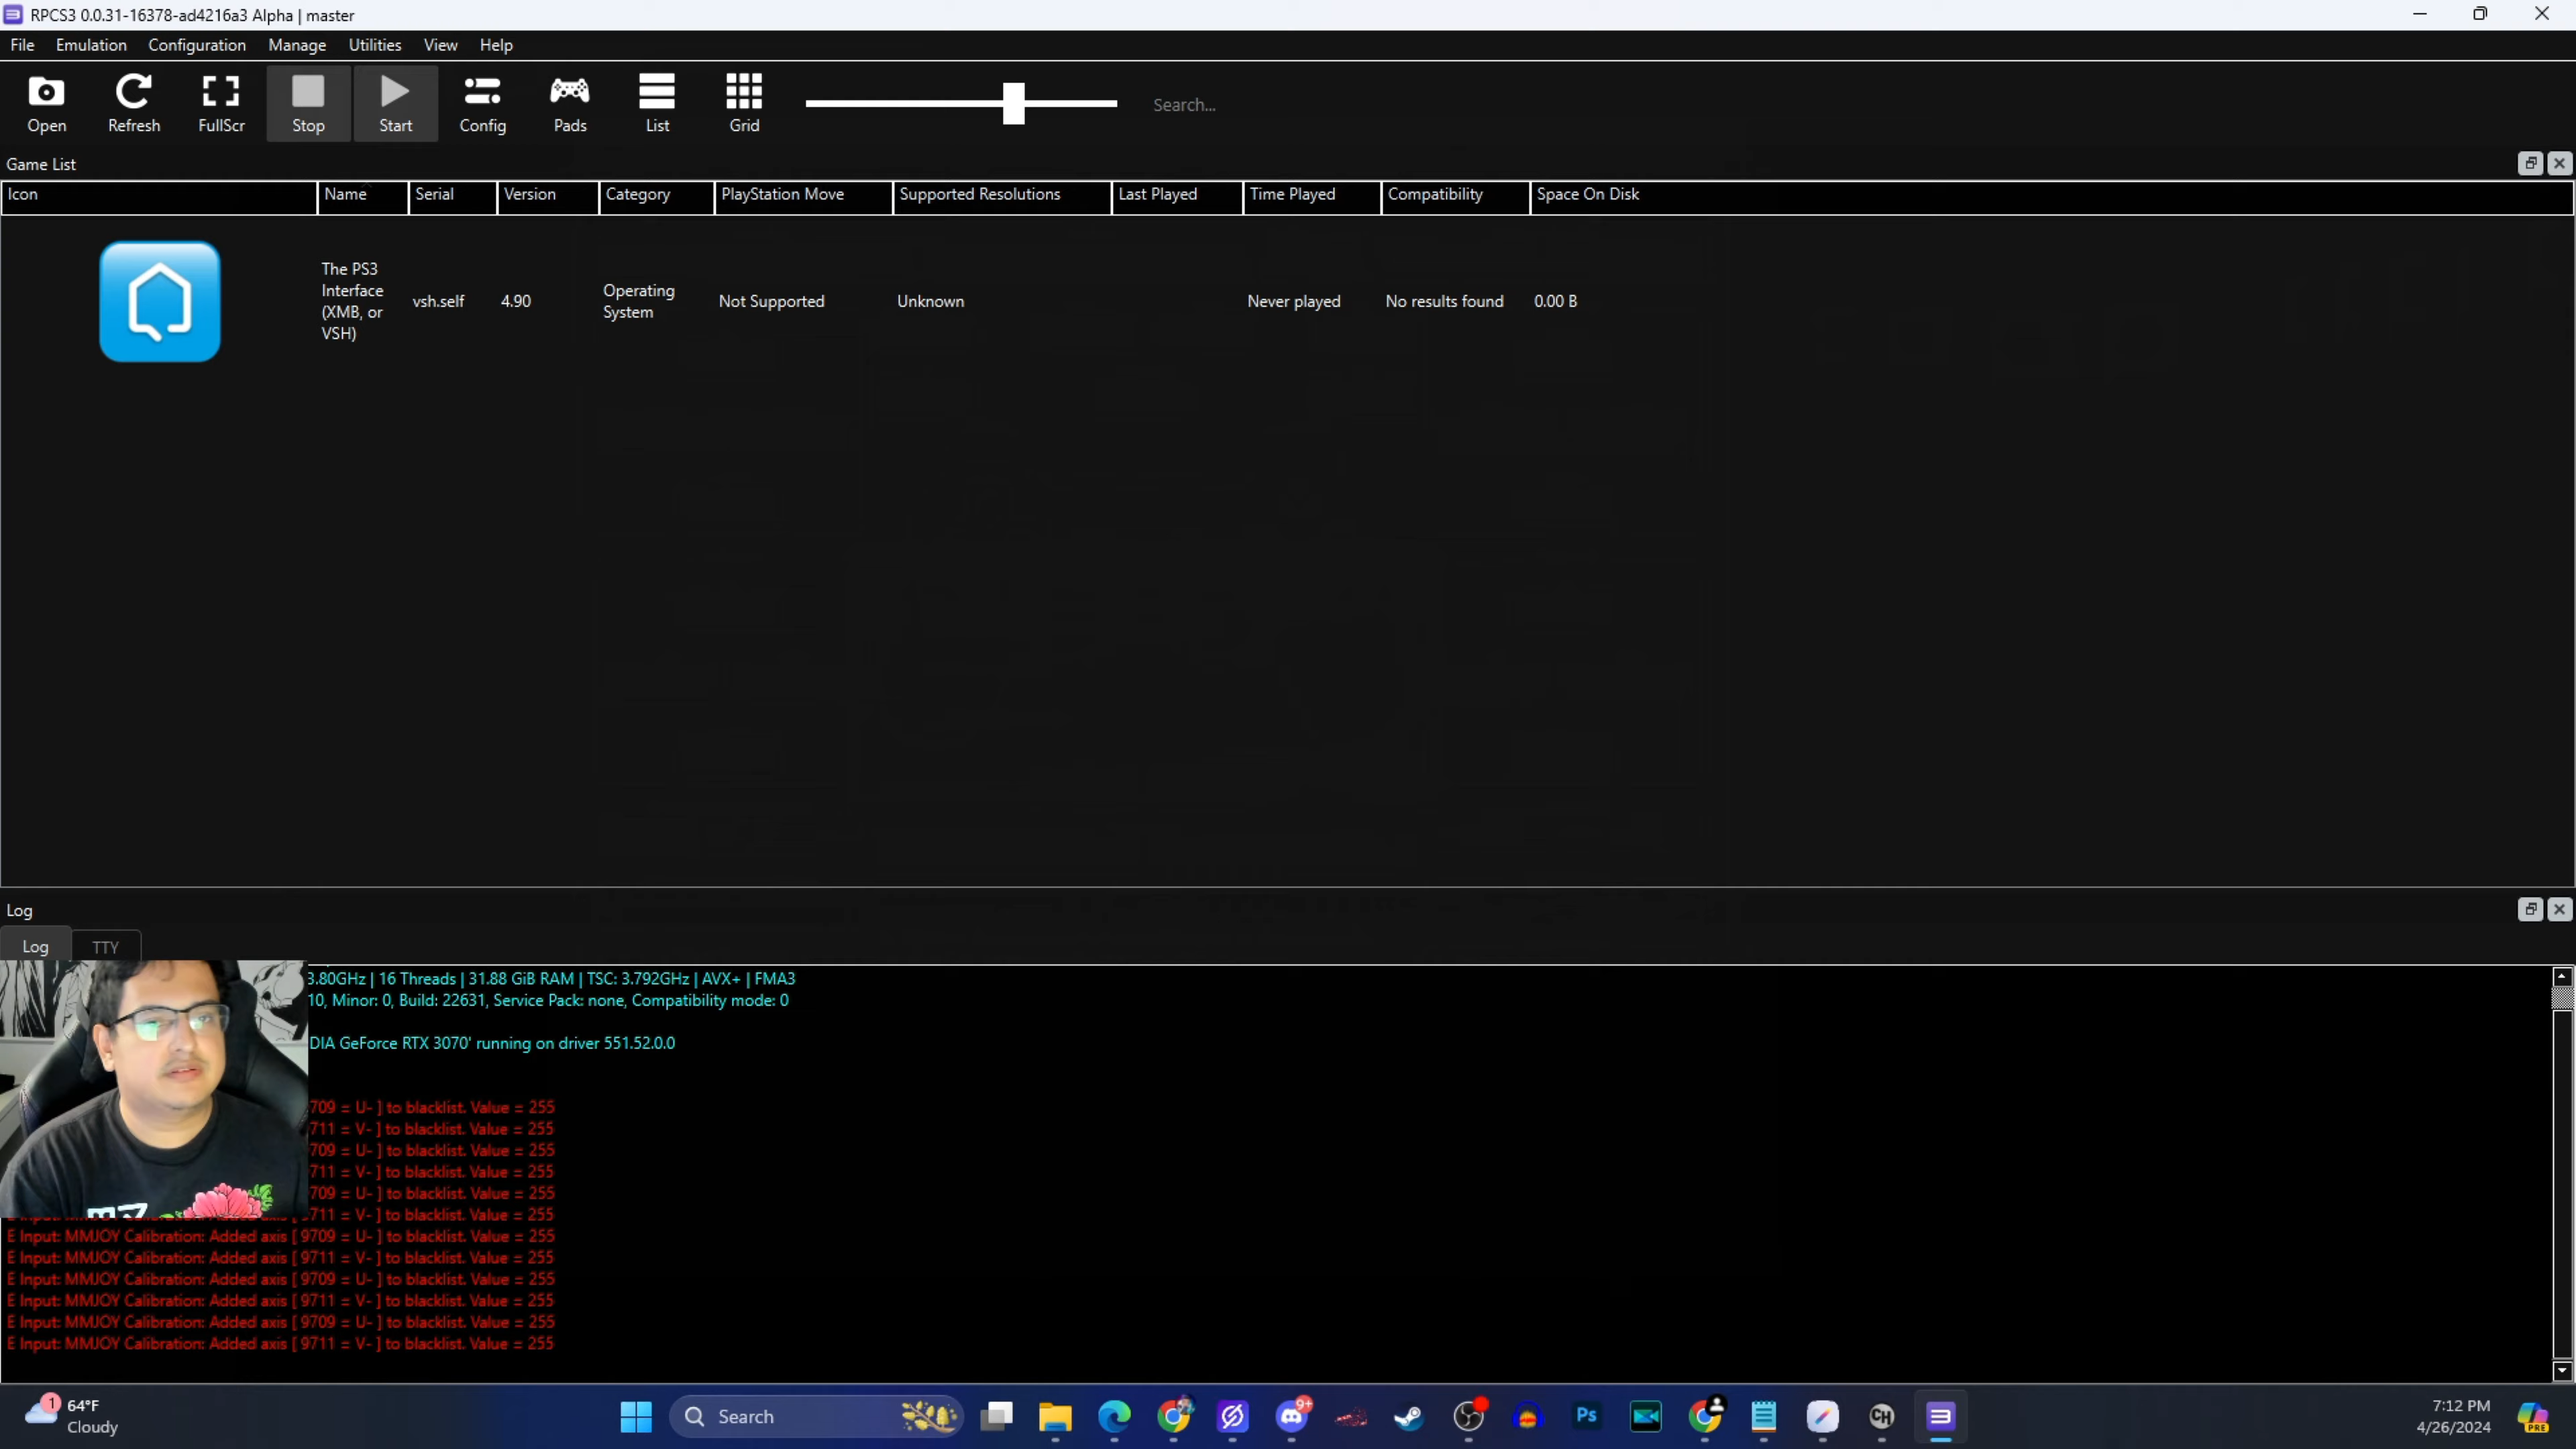 RPCS3 0.0.31-16378-ad4216a3 Alpha | master
File Emulation Configuration Manage Utilities View Help
Open Refresh FullScr Stop Start Config Pads List Grid Search...
Game List
Icon Name Serial Version Category PlayStation Move Supported Resolutions Last Played Time Played Compatibility Space On Disk
The PS3
Interface
(XMB, or
VSH)
vsh.self 4.90
Operating
System
Not Supported Unknown Never played No results found 0.00 B
Log
Log TTY
3.80GHz | 16 Threads | 31.88 GiB RAM | TSC: 3.792GHz | AVX+ | FMA3
10, Minor: 0, Build: 22631, Service Pack: none, Compatibility mode: 0
DIA GeForce RTX 3070' running on driver 551.52.0.0
709 = U- ] to blacklist. Value = 255
711 = V- ] to blacklist. Value = 255
709 = U- ] to blacklist. Value = 255
711 = V- ] to blacklist. Value = 255
709 = U- ] to blacklist. Value = 255
711 = V- ] to blacklist. Value = 255
E Input: MMJOY Calibration: Added axis [ 9709 = U- ] to blacklist. Value = 255
E Input: MMJOY Calibration: Added axis [ 9711 = V- ] to blacklist. Value = 255
E Input: MMJOY Calibration: Added axis [ 9709 = U- ] to blacklist. Value = 255
E Input: MMJOY Calibration: Added axis [ 9711 = V- ] to blacklist. Value = 255
E Input: MMJOY Calibration: Added axis [ 9709 = U- ] to blacklist. Value = 255
E Input: MMJOY Calibration: Added axis [ 9711 = V- ] to blacklist. Value = 255
1 64°F
Cloudy
Search
9+
Ps
CH
7:12 PM
4/26/2024
PRE